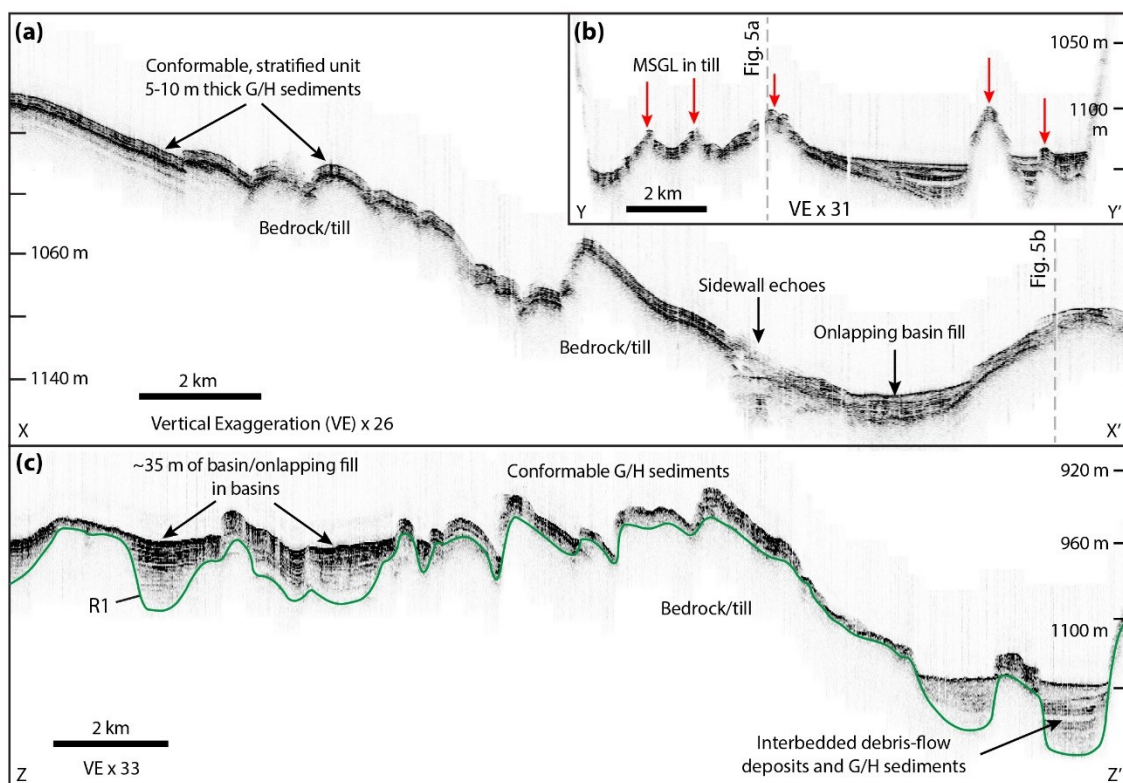 (a)
Conformable, stratified unit
5-10 m thick G/H sediments
Bedrock/till
1060 m
Bedrock/till
Sidewall echoes
Onlapping basin fill
Fig. 5b
1140 m
2 km
Vertical Exaggeration (VE) x 26
X
X'
(b)
MSGL in till
Fig. 5a
1050 m
1100
m
2 km
VE x 31
Y
Y'
(c)
~35 m of basin/onlapping fill
in basins
Conformable G/H sediments
920 m
960 m
R1
Bedrock/till
1100 m
2 km
VE x 33
Interbedded debris-flow
deposits and G/H sediments
Z
Z'